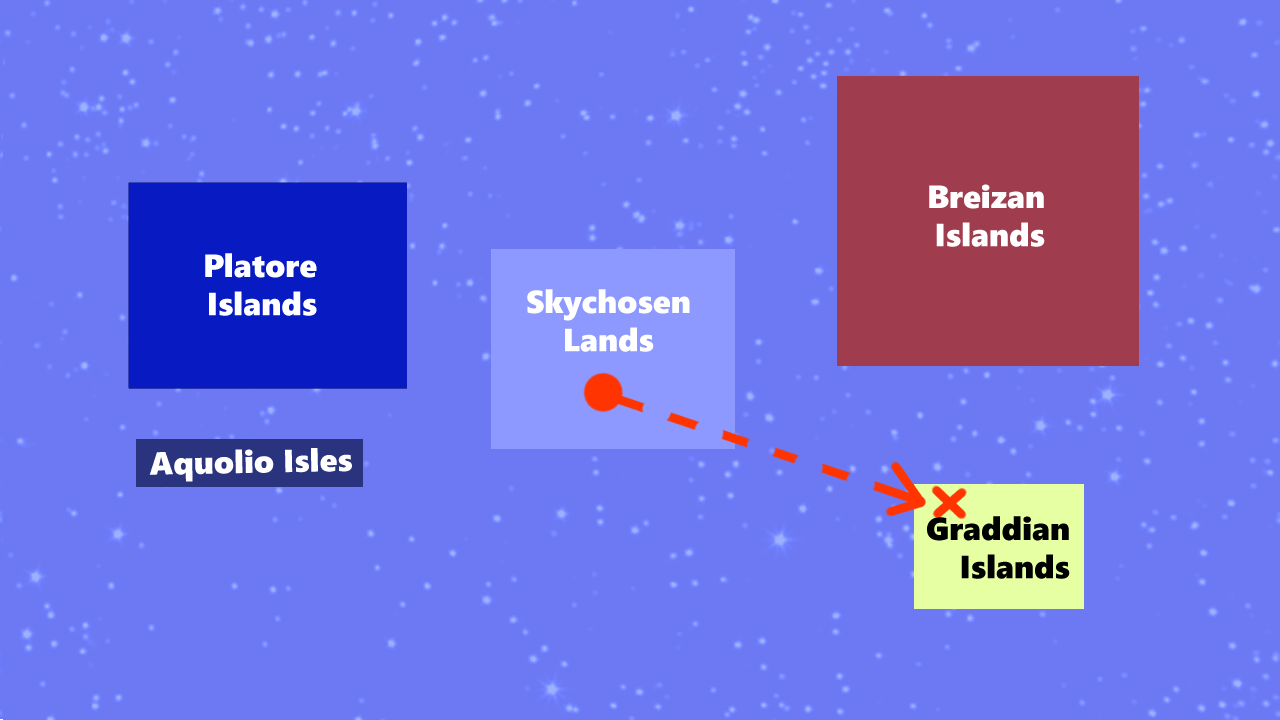 Platore
Islands
Aquolio Isles
Skychosen
Lands
Breizan
Islands
Graddian
Islands